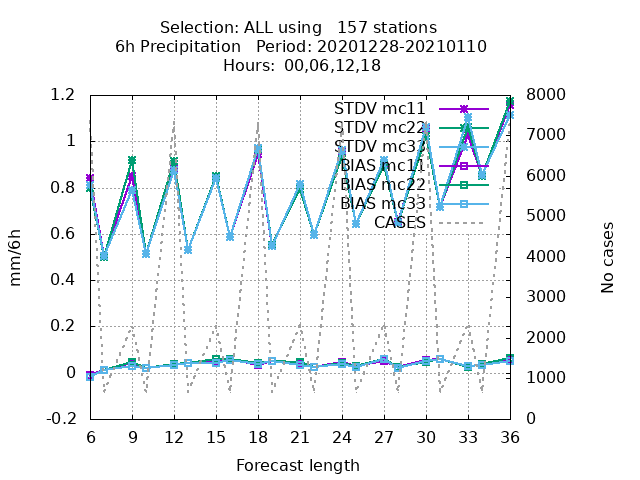 Selection: ALL using   157 stations
6h Precipitation   Period: 20201228-20210110
Hours: 00,06,12,18
1.2
1
0.8
0.6
0.4
0.2
0
-0.2
mm/6h
STDV mc11
STDV mc22
STDV mc33
BIAS mc11
BIAS mc22
BIAS mc33
CASES
8000
7000
6000
5000
4000
3000
2000
1000
0
No cases
6 9 12 15 18 21 24 27 30 33 36
Forecast length